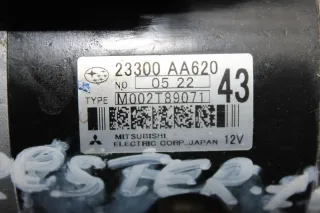 23300 AA620
NO 05 22 43
TYPE M002T89071
MITSUBISHI
ELECTRIC CORP. JAPAN 12V